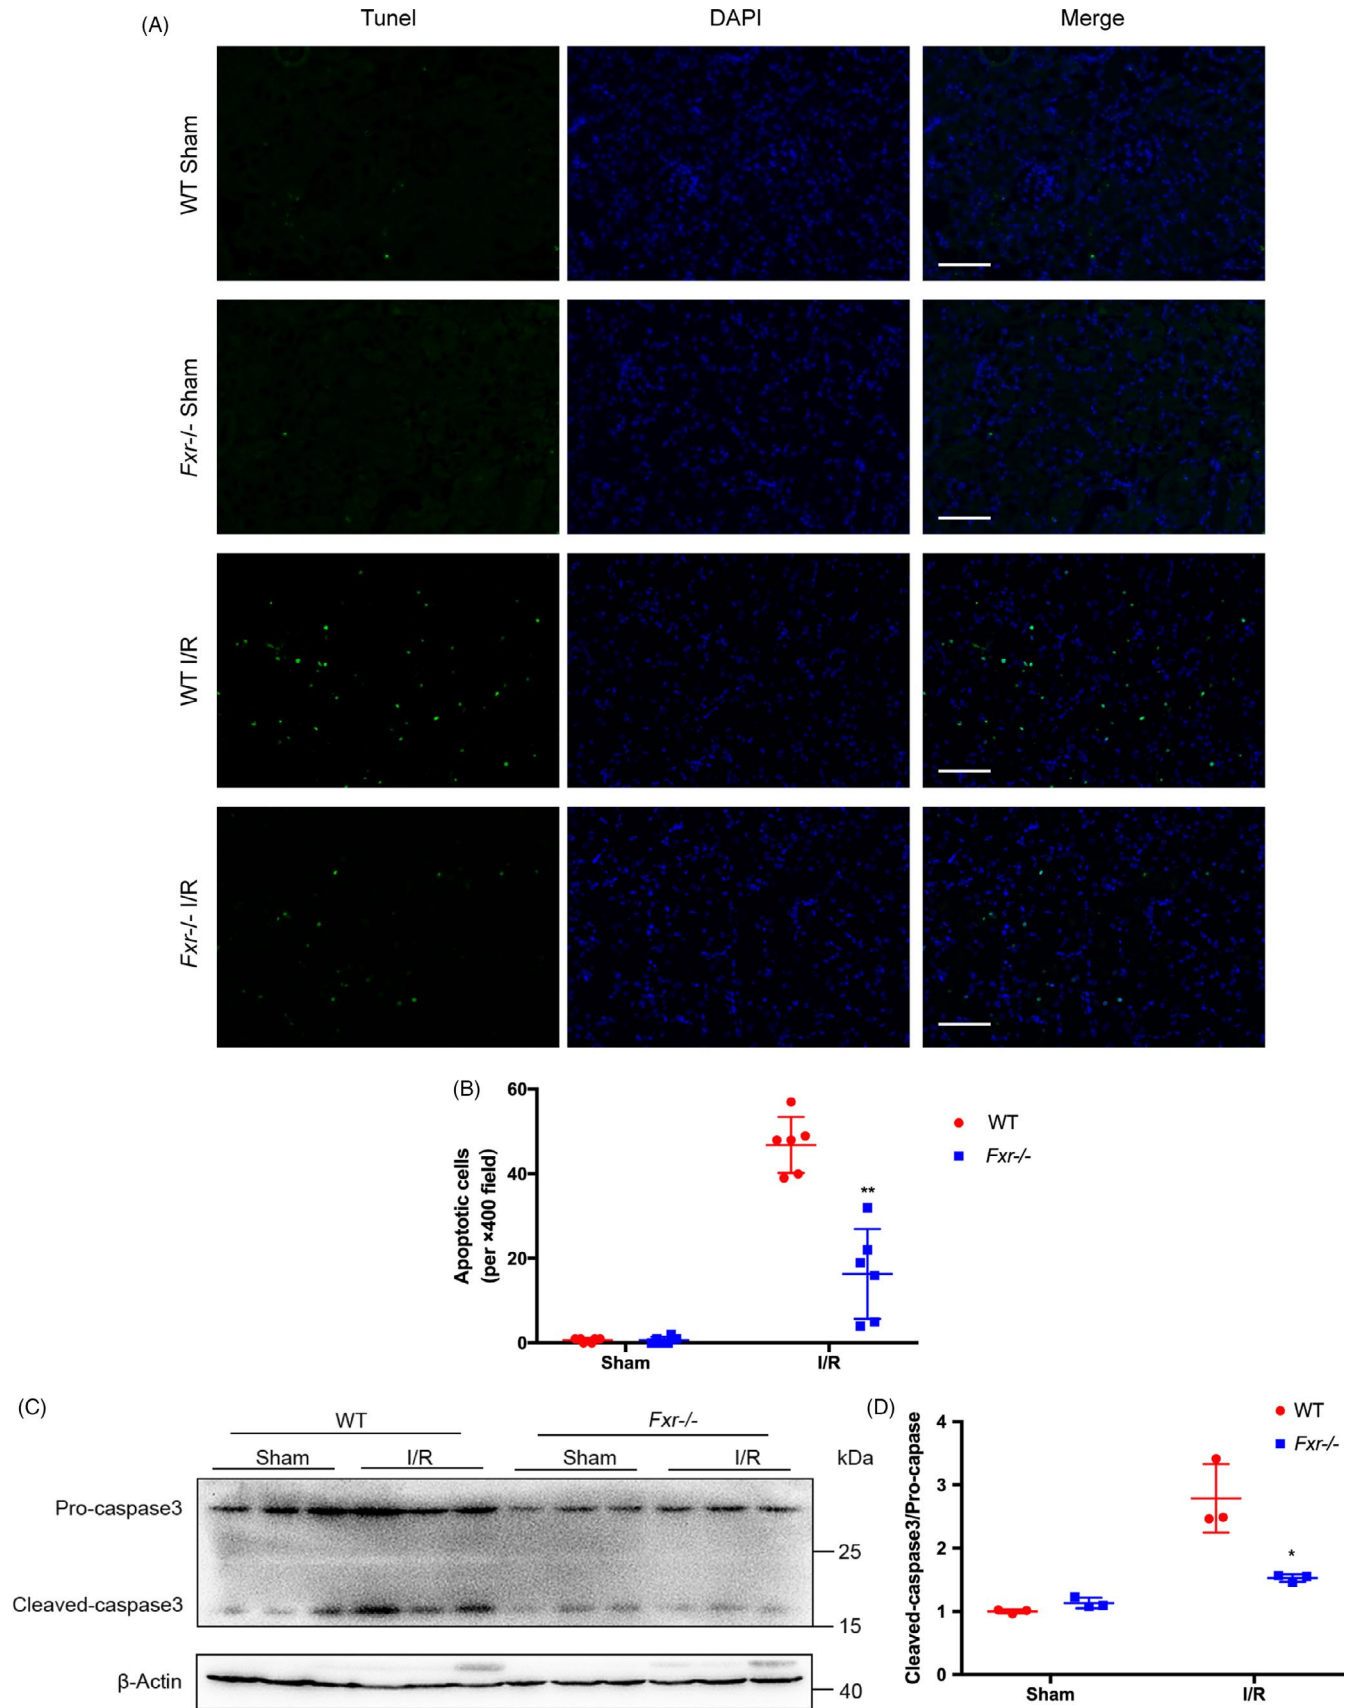 (A)
Tunel DAPI Merge
WT Sham
Fxr-/- Sham
WT I/R
Fxr-/- I/R
(B)
Apoptotic cells
(per ×400 field)
60
40
20
0
**
Sham I/R
WT
Fxr-/-
(C)
WT Fxr-/-
Sham I/R Sham I/R kDa
Pro-caspase3
25
Cleaved-caspase3
15
β-Actin
40
(D)
Cleaved-caspase3/Pro-capase
4
3
2
1
0
*
Sham I/R
WT
Fxr-/-